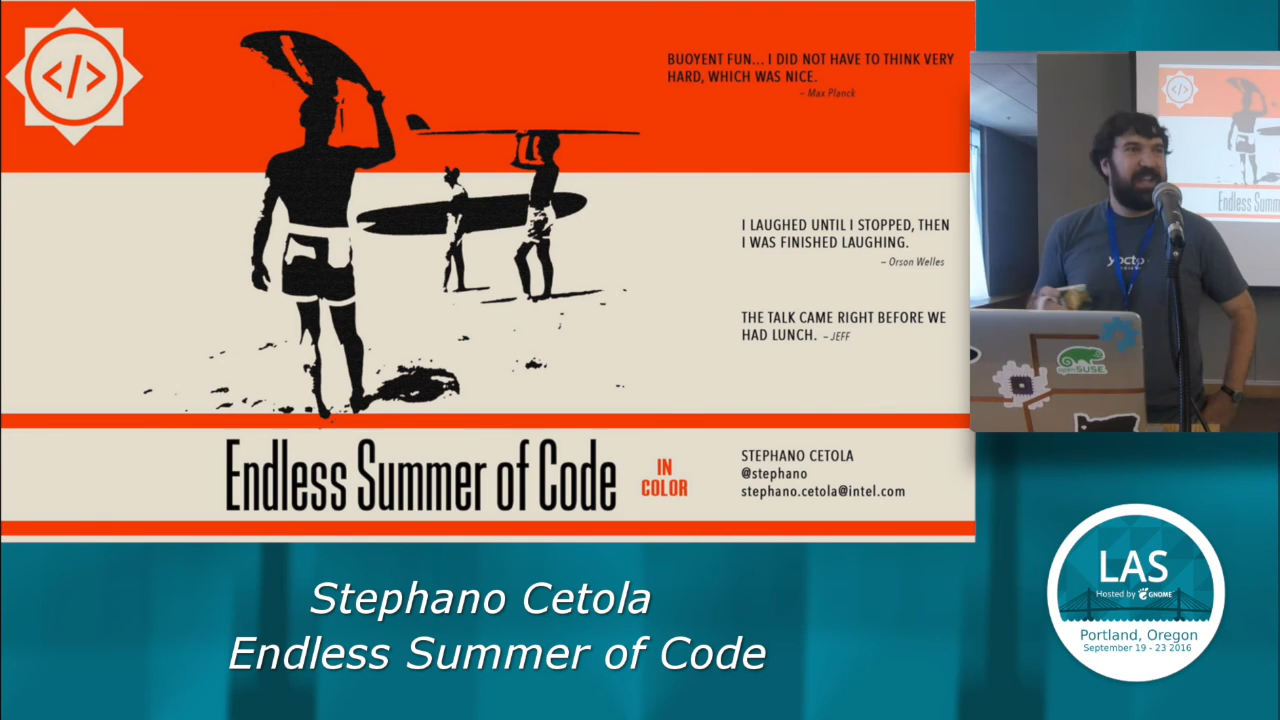 </>
BUOYENT FUN... I DID NOT HAVE TO THINK VERY
HARD, WHICH WAS NICE.
– Max Planck
I LAUGHED UNTIL I STOPPED, THEN
I WAS FINISHED LAUGHING.
– Orson Welles
THE TALK CAME RIGHT BEFORE WE
HAD LUNCH. – JEFF
Endless Summer of Code
IN
COLOR
STEPHANO CETOLA
@stephano
stephano.cetola@intel.com
</>
Endless Summ
openSUSE
Stephano Cetola
Endless Summer of Code
LAS
Hosted by GNOME
Portland, Oregon
September 19 - 23 2016